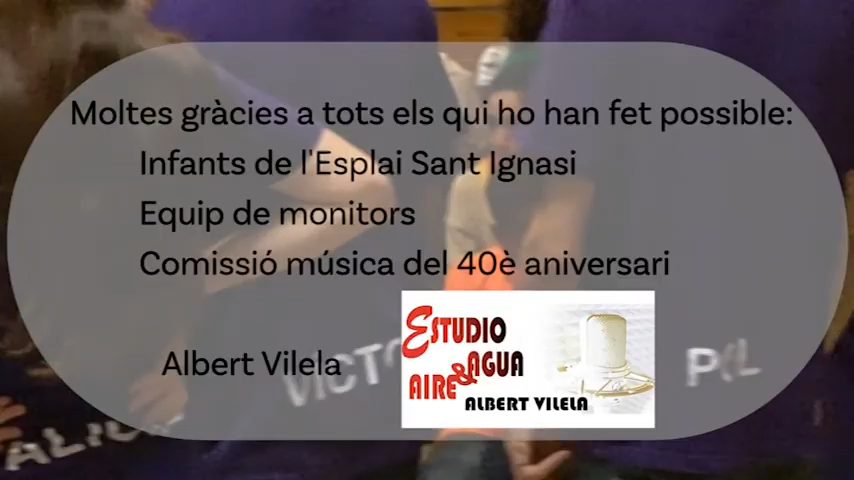 Moltes gràcies a tots els qui ho han fet possible:
Infants de l'Esplai Sant Ignasi
Equip de monitors
Comissió música del 40è aniversari
Albert Vilela
ESTUDIO
AGUA
& AIRE
ALBERT VILELA